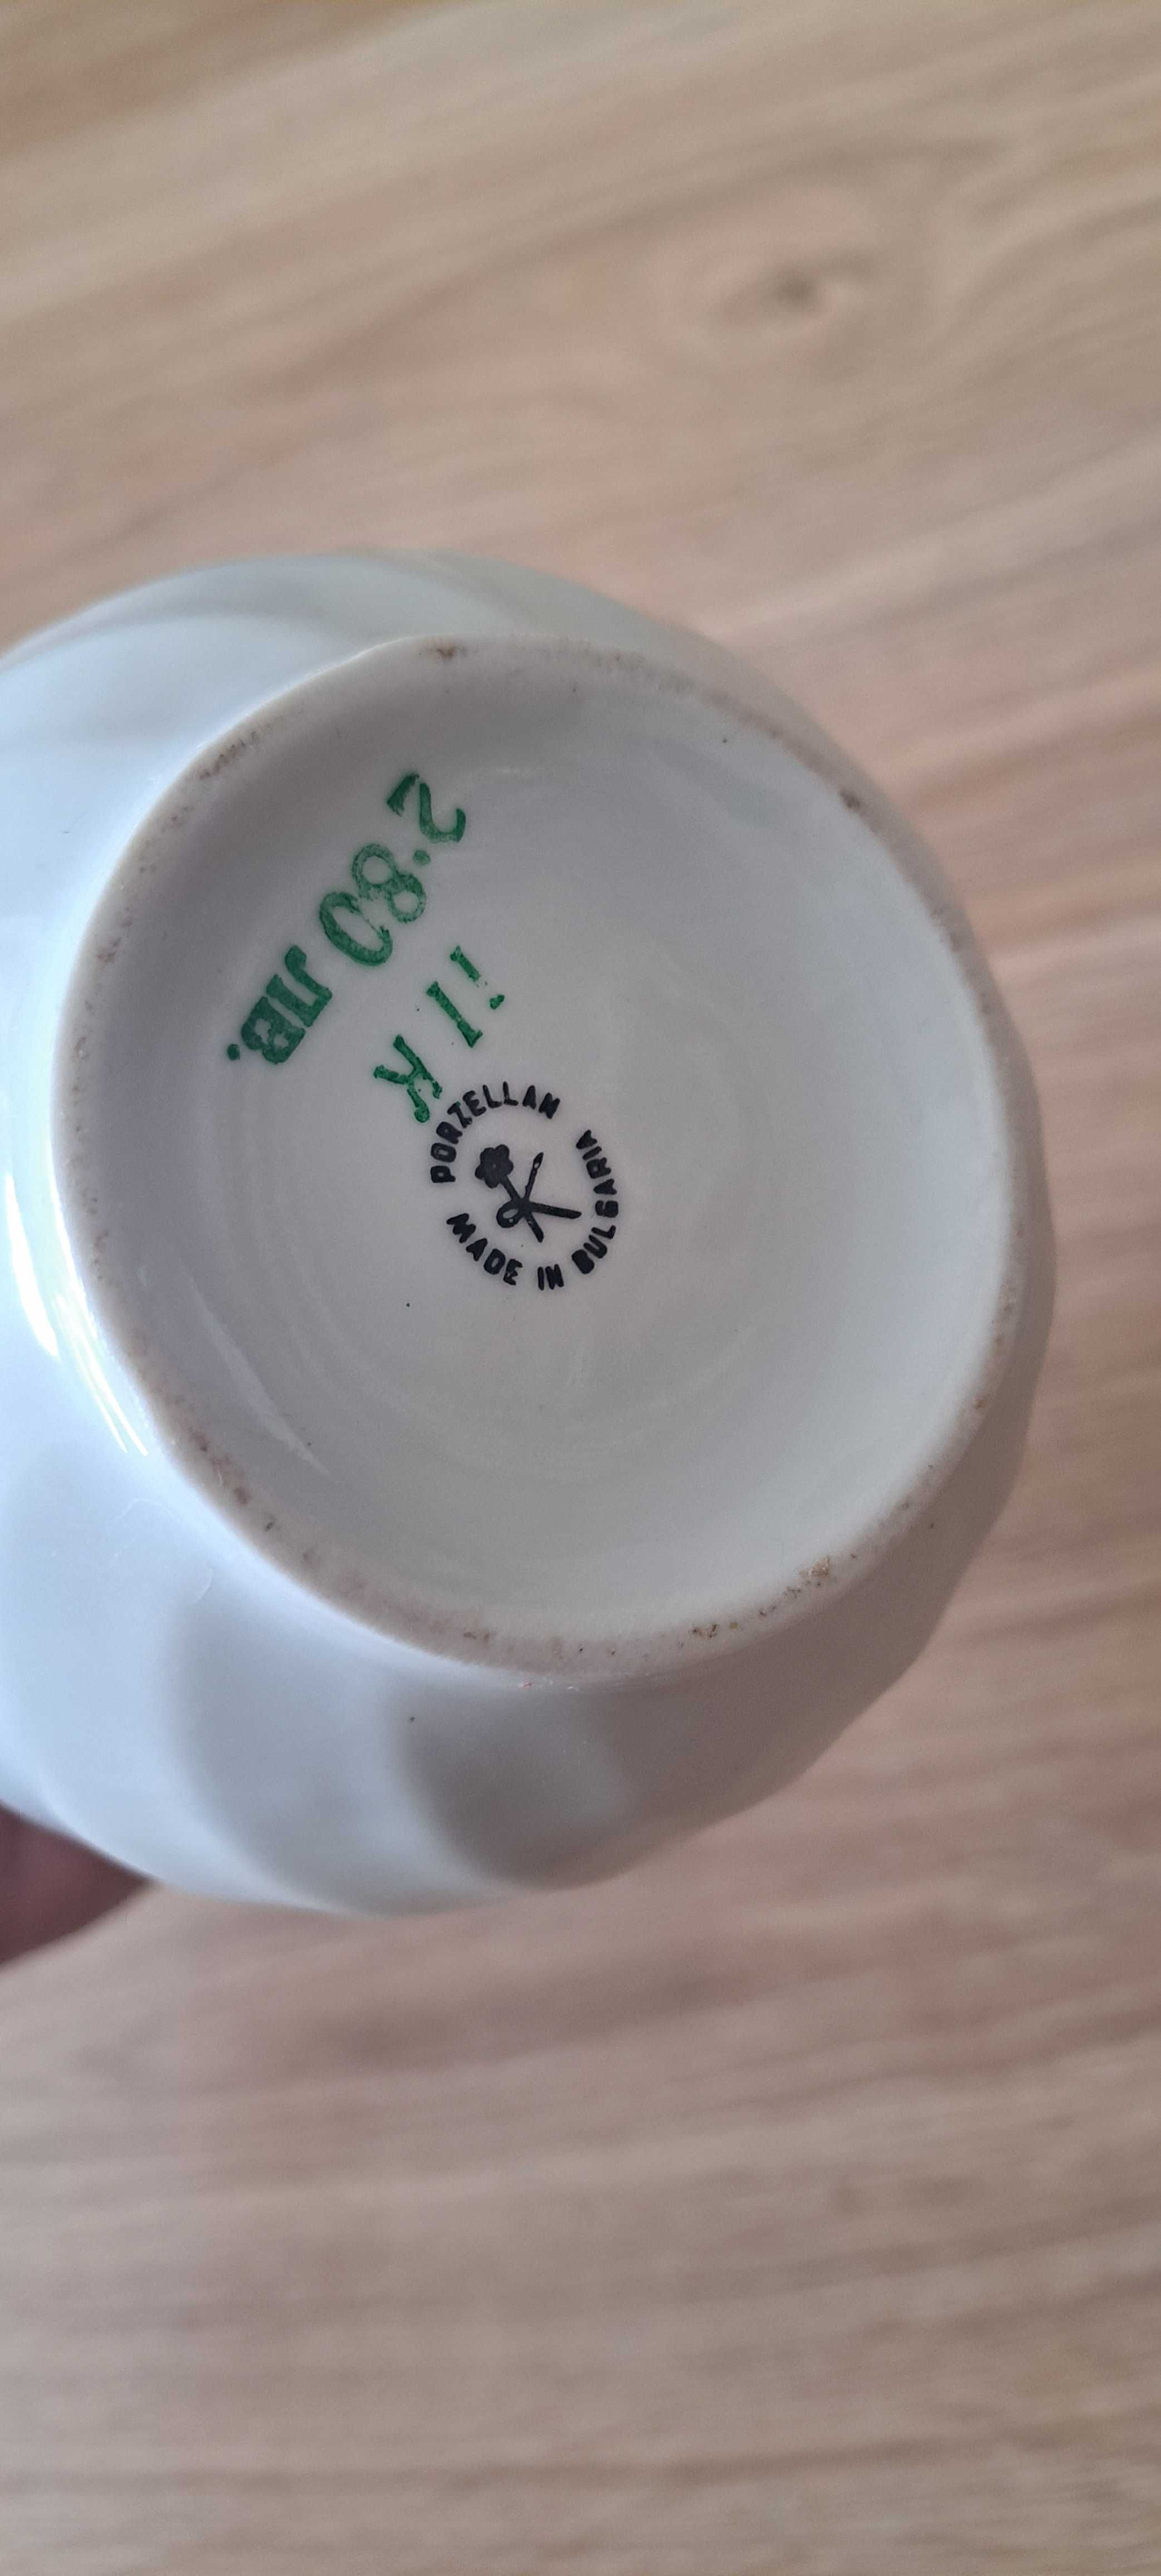 2.80 ЛВ.
II К
PORZELLAN
MADE IN BULGARIA